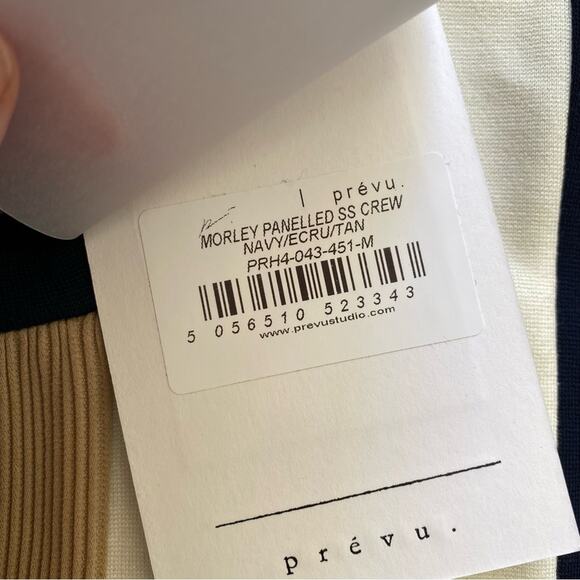 | prévu.
MORLEY PANELLED SS CREW
NAVY/ECRU/TAN
PRH4-043-451-M
5 056510 523343
www.prevustudio.com
prévu.